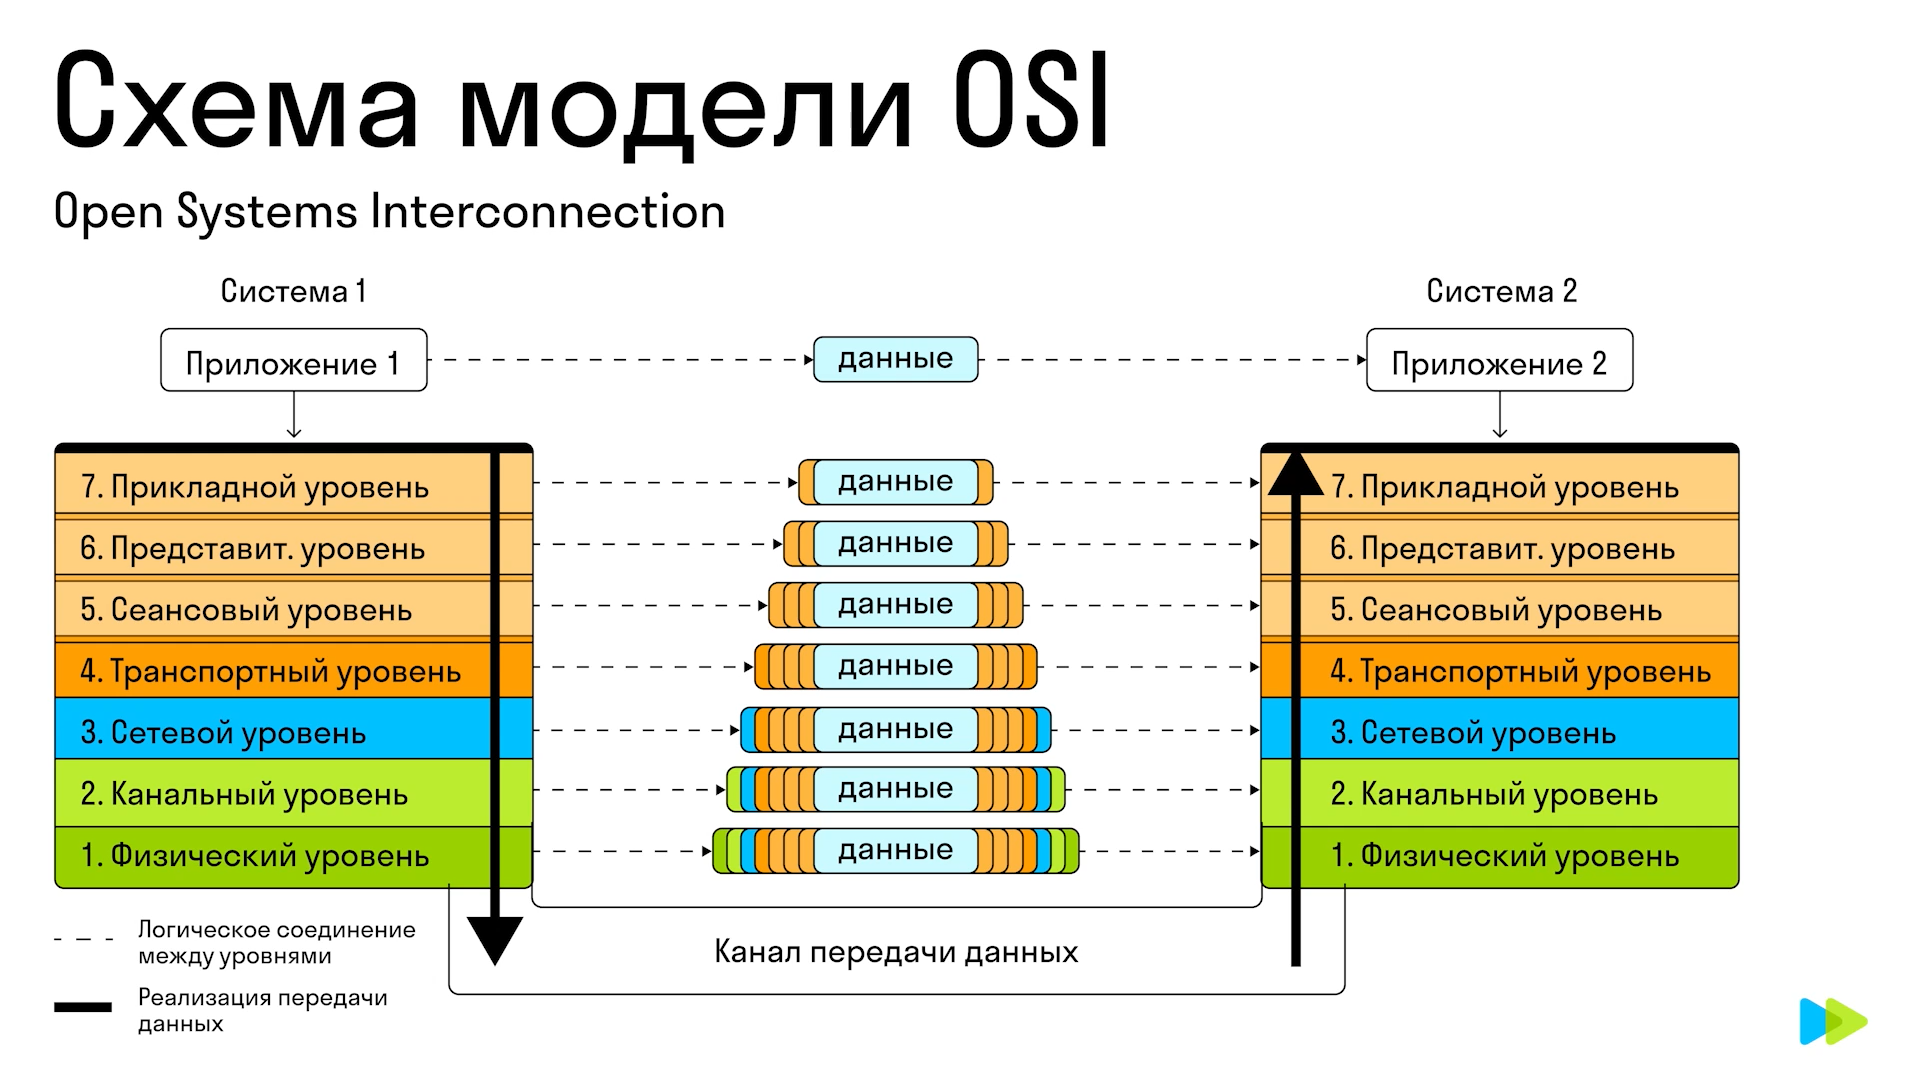 Схема модели OSI
Open Systems Interconnection
Система 1
Система 2
Приложение 1
данные
Приложение 2
7. Прикладной уровень
данные
7. Прикладной уровень
6. Представит. уровень
данные
6. Представит. уровень
5. Сеансовый уровень
данные
5. Сеансовый уровень
4. Транспортный уровень
данные
4. Транспортный уровень
3. Сетевой уровень
данные
3. Сетевой уровень
2. Канальный уровень
данные
2. Канальный уровень
1. Физический уровень
данные
1. Физический уровень
Логическое соединение
между уровнями
Канал передачи данных
Реализация передачи
данных